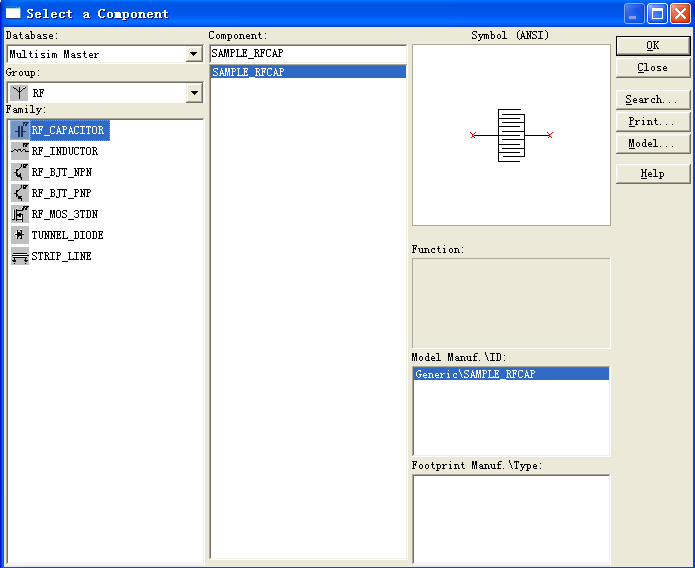 Select a Component
Database:
Multisim Master
Group:
RF
Family:
RF_CAPACITOR
RF_INDUCTOR
RF_BJT_NPN
RF_BJT_PNP
RF_MOS_3TDN
TUNNEL_DIODE
STRIP_LINE
Component:
SAMPLE_RFCAP
SAMPLE_RFCAP
Symbol (ANSI)
Function:
Model Manuf.\ID:
Generic\SAMPLE_RFCAP
Footprint Manuf.\Type:
OK
Close
Search...
Print...
Model...
Help